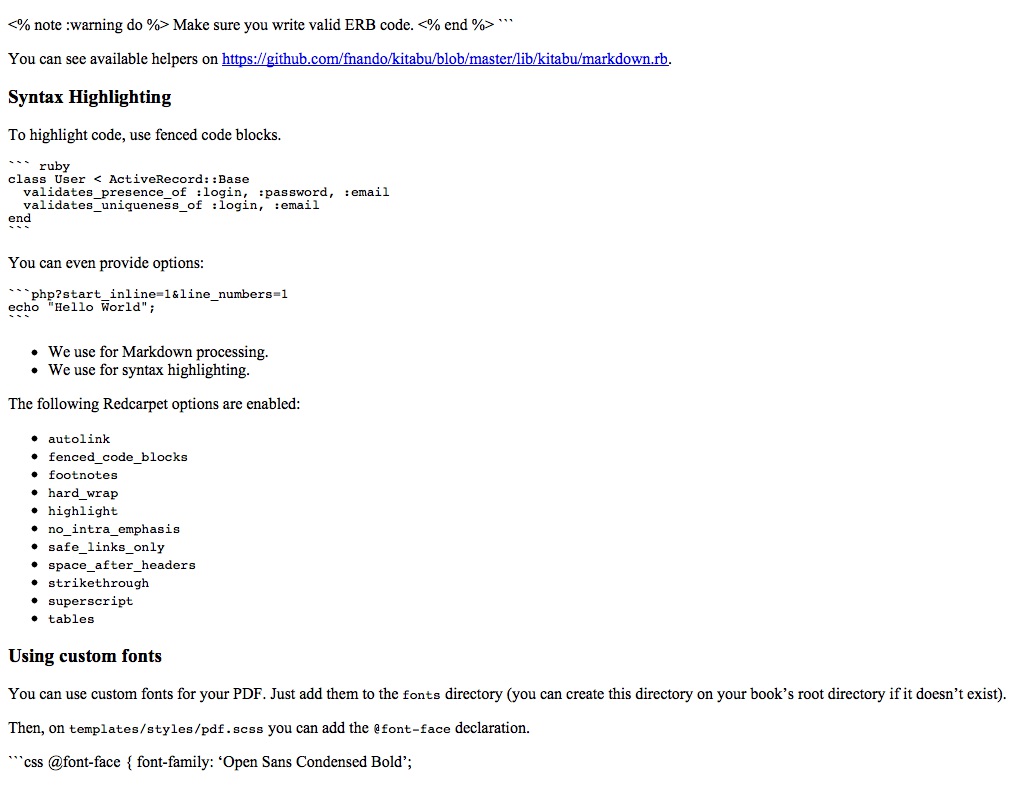 <% note :warning do %> Make sure you write valid ERB code. <% end %> ```
You can see available helpers on https://github.com/fnando/kitabu/blob/master/lib/kitabu/markdown.rb.
Syntax Highlighting
To highlight code, use fenced code blocks.
``` ruby
class User < ActiveRecord::Base
  validates_presence_of :login, :password, :email
  validates_uniqueness_of :login, :email
end
```
You can even provide options:
```php?start_inline=1&line_numbers=1
echo "Hello World";
```
• We use for Markdown processing.
• We use for syntax highlighting.
The following Redcarpet options are enabled:
• autolink
• fenced_code_blocks
• footnotes
• hard_wrap
• highlight
• no_intra_emphasis
• safe_links_only
• space_after_headers
• strikethrough
• superscript
• tables
Using custom fonts
You can use custom fonts for your PDF. Just add them to the fonts directory (you can create this directory on your book’s root directory if it doesn’t exist).
Then, on templates/styles/pdf.scss you can add the @font-face declaration.
```css @font-face { font-family: ‘Open Sans Condensed Bold’;